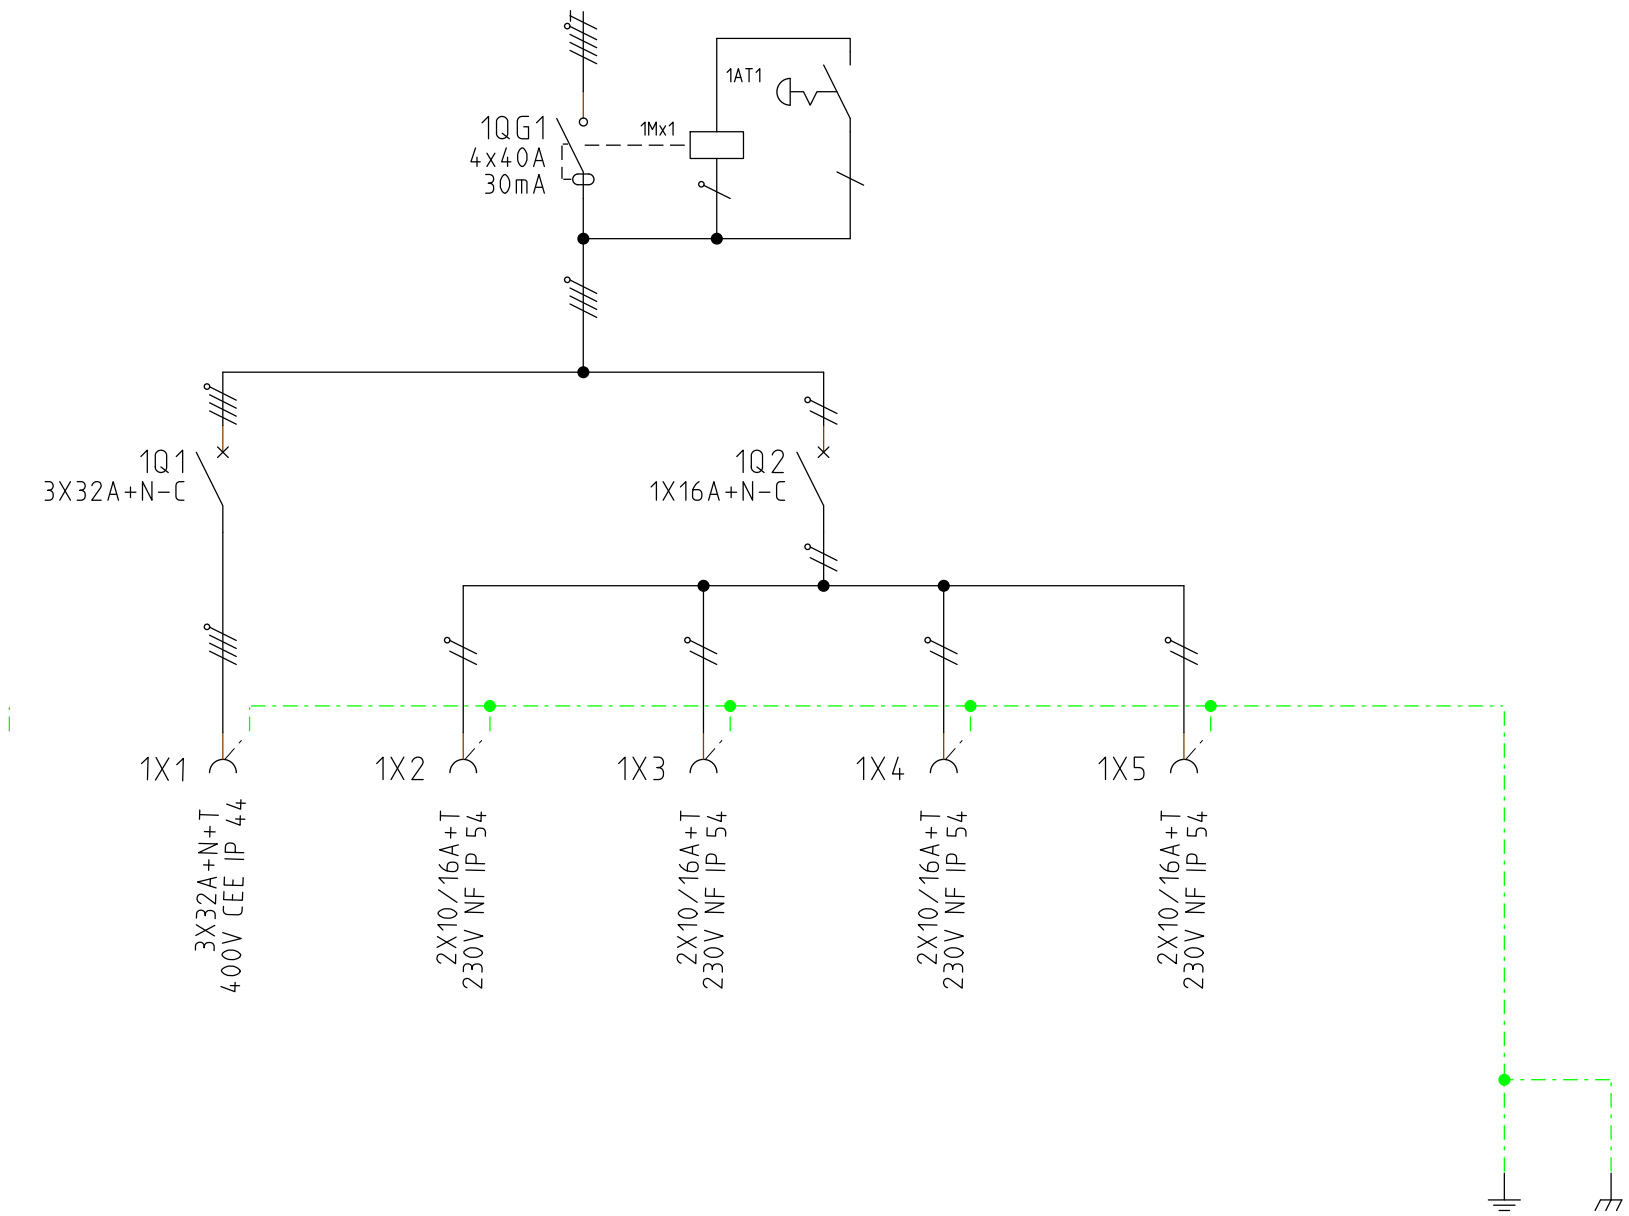 1AT1
1QG1
4x40A
30mA
1Mx1
1Q1
3X32A+N-C
1Q2
1X16A+N-C
1X1
1X2
1X3
1X4
1X5
3X32A+N+T
400V CEE IP 44
2X10/16A+T
230V NF IP 54
2X10/16A+T
230V NF IP 54
2X10/16A+T
230V NF IP 54
2X10/16A+T
230V NF IP 54